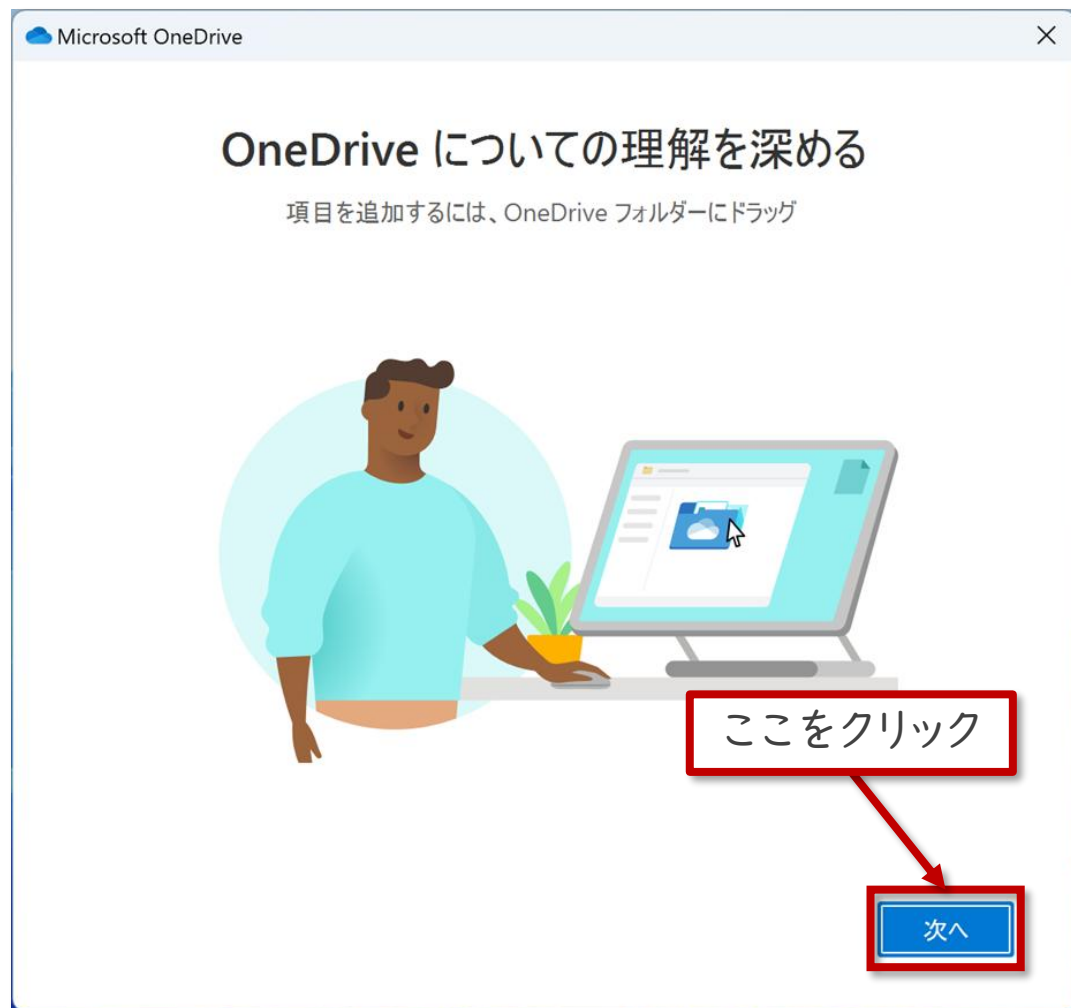 Microsoft OneDrive
OneDrive についての理解を深める
項目を追加するには、OneDrive フォルダーにドラッグ
ここをクリック
次へ